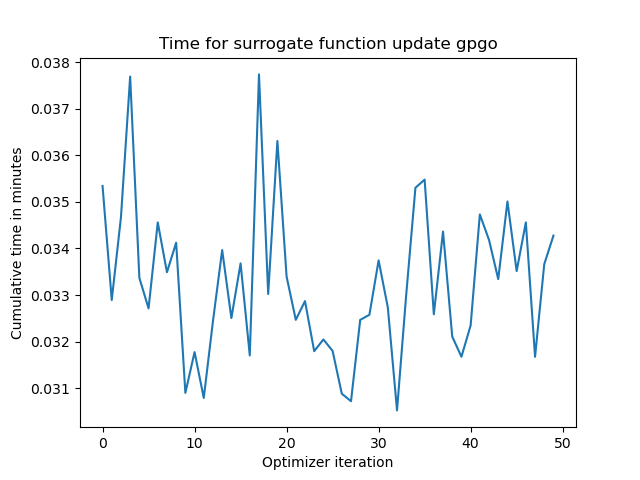 Time for surrogate function update gpgo
Cumulative time in minutes
0.038
0.037
0.036
0.035
0.034
0.033
0.032
0.031
0 10 20 30 40 50
Optimizer iteration